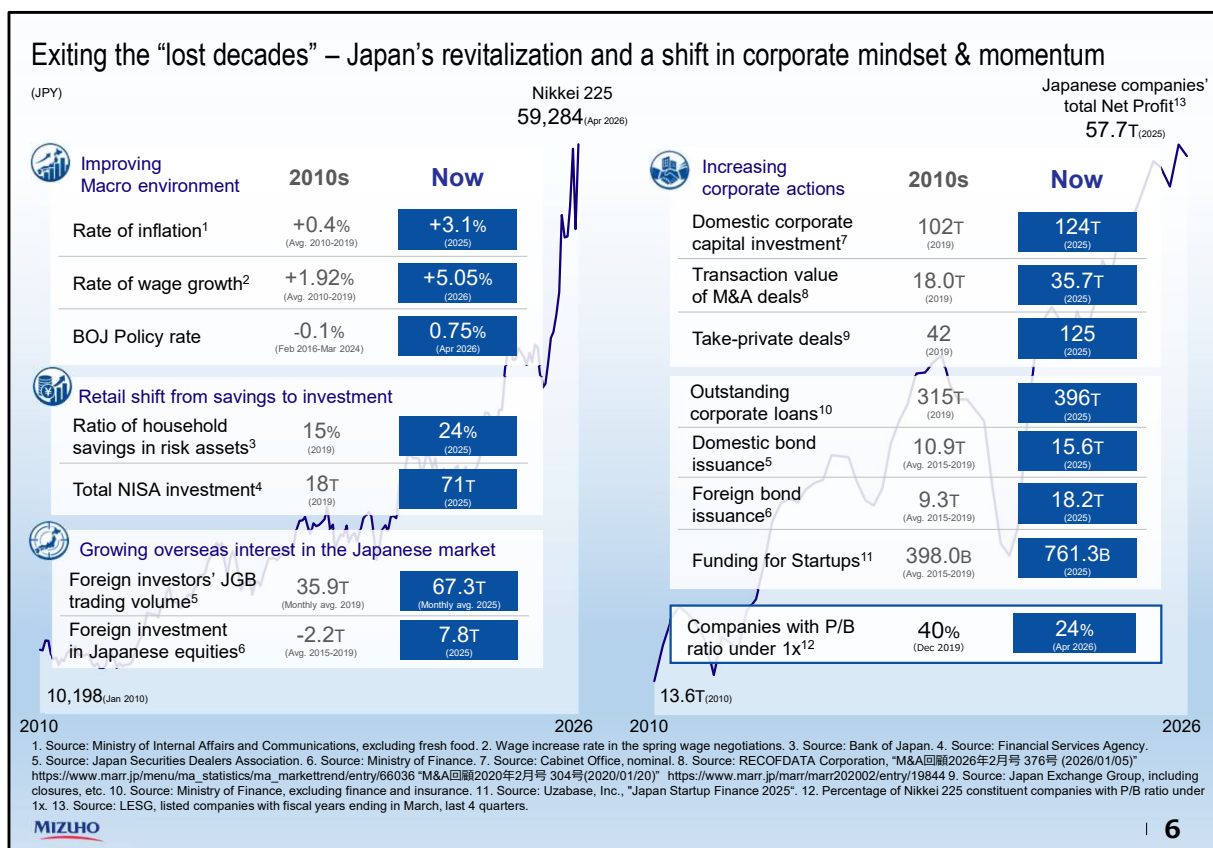 Exiting the “lost decades” – Japan’s revitalization and a shift in corporate mindset & momentum
(JPY)
Nikkei 225
59,284(Apr 2026)
Japanese companies’
total Net Profit13
57.7T(2025)
Improving
Macro environment
2010s
Now
Rate of inflation1
+0.4%
(Avg. 2010-2019)
+3.1%
(2025)
Rate of wage growth2
+1.92%
(Avg. 2010-2019)
+5.05%
(2026)
BOJ Policy rate
-0.1%
(Feb 2016-Mar 2024)
0.75%
(Apr 2026)
Retail shift from savings to investment
Ratio of household
savings in risk assets3
15%
(2019)
24%
(2025)
Total NISA investment4
18T
(2019)
71T
(2025)
Growing overseas interest in the Japanese market
Foreign investors’ JGB
trading volume5
35.9T
(Monthly avg. 2019)
67.3T
(Monthly avg. 2025)
Foreign investment
in Japanese equities6
-2.2T
(Avg. 2015-2019)
7.8T
(2025)
10,198(Jan 2010)
2010
2026
Increasing
corporate actions
2010s
Now
Domestic corporate
capital investment7
102T
(2019)
124T
(2025)
Transaction value
of M&A deals8
18.0T
(2019)
35.7T
(2025)
Take-private deals9
42
(2019)
125
(2025)
Outstanding
corporate loans10
315T
(2019)
396T
(2025)
Domestic bond
issuance5
10.9T
(Avg. 2015-2019)
15.6T
(2025)
Foreign bond
issuance6
9.3T
(Avg. 2015-2019)
18.2T
(2025)
Funding for Startups11
398.0B
(Avg. 2015-2019)
761.3B
(2025)
Companies with P/B
ratio under 1x12
40%
(Dec 2019)
24%
(Apr 2026)
13.6T(2010)
2010
2026
1. Source: Ministry of Internal Affairs and Communications, excluding fresh food. 2. Wage increase rate in the spring wage negotiations. 3. Source: Bank of Japan. 4. Source: Financial Services Agency.
5. Source: Japan Securities Dealers Association. 6. Source: Ministry of Finance. 7. Source: Cabinet Office, nominal. 8. Source: RECOFDATA Corporation, “M&A回顧2026年2月号 376号 (2026/01/05)”
https://www.marr.jp/menu/ma_statistics/ma_markettrend/entry/66036 “M&A回顧2020年2月号 304号(2020/01/20)” https://www.marr.jp/marr/marr202002/entry/19844 9. Source: Japan Exchange Group, including
closures, etc. 10. Source: Ministry of Finance, excluding finance and insurance. 11. Source: Uzabase, Inc., "Japan Startup Finance 2025“. 12. Percentage of Nikkei 225 constituent companies with P/B ratio under
1x. 13. Source: LESG, listed companies with fiscal years ending in March, last 4 quarters.
MIZUHO
6